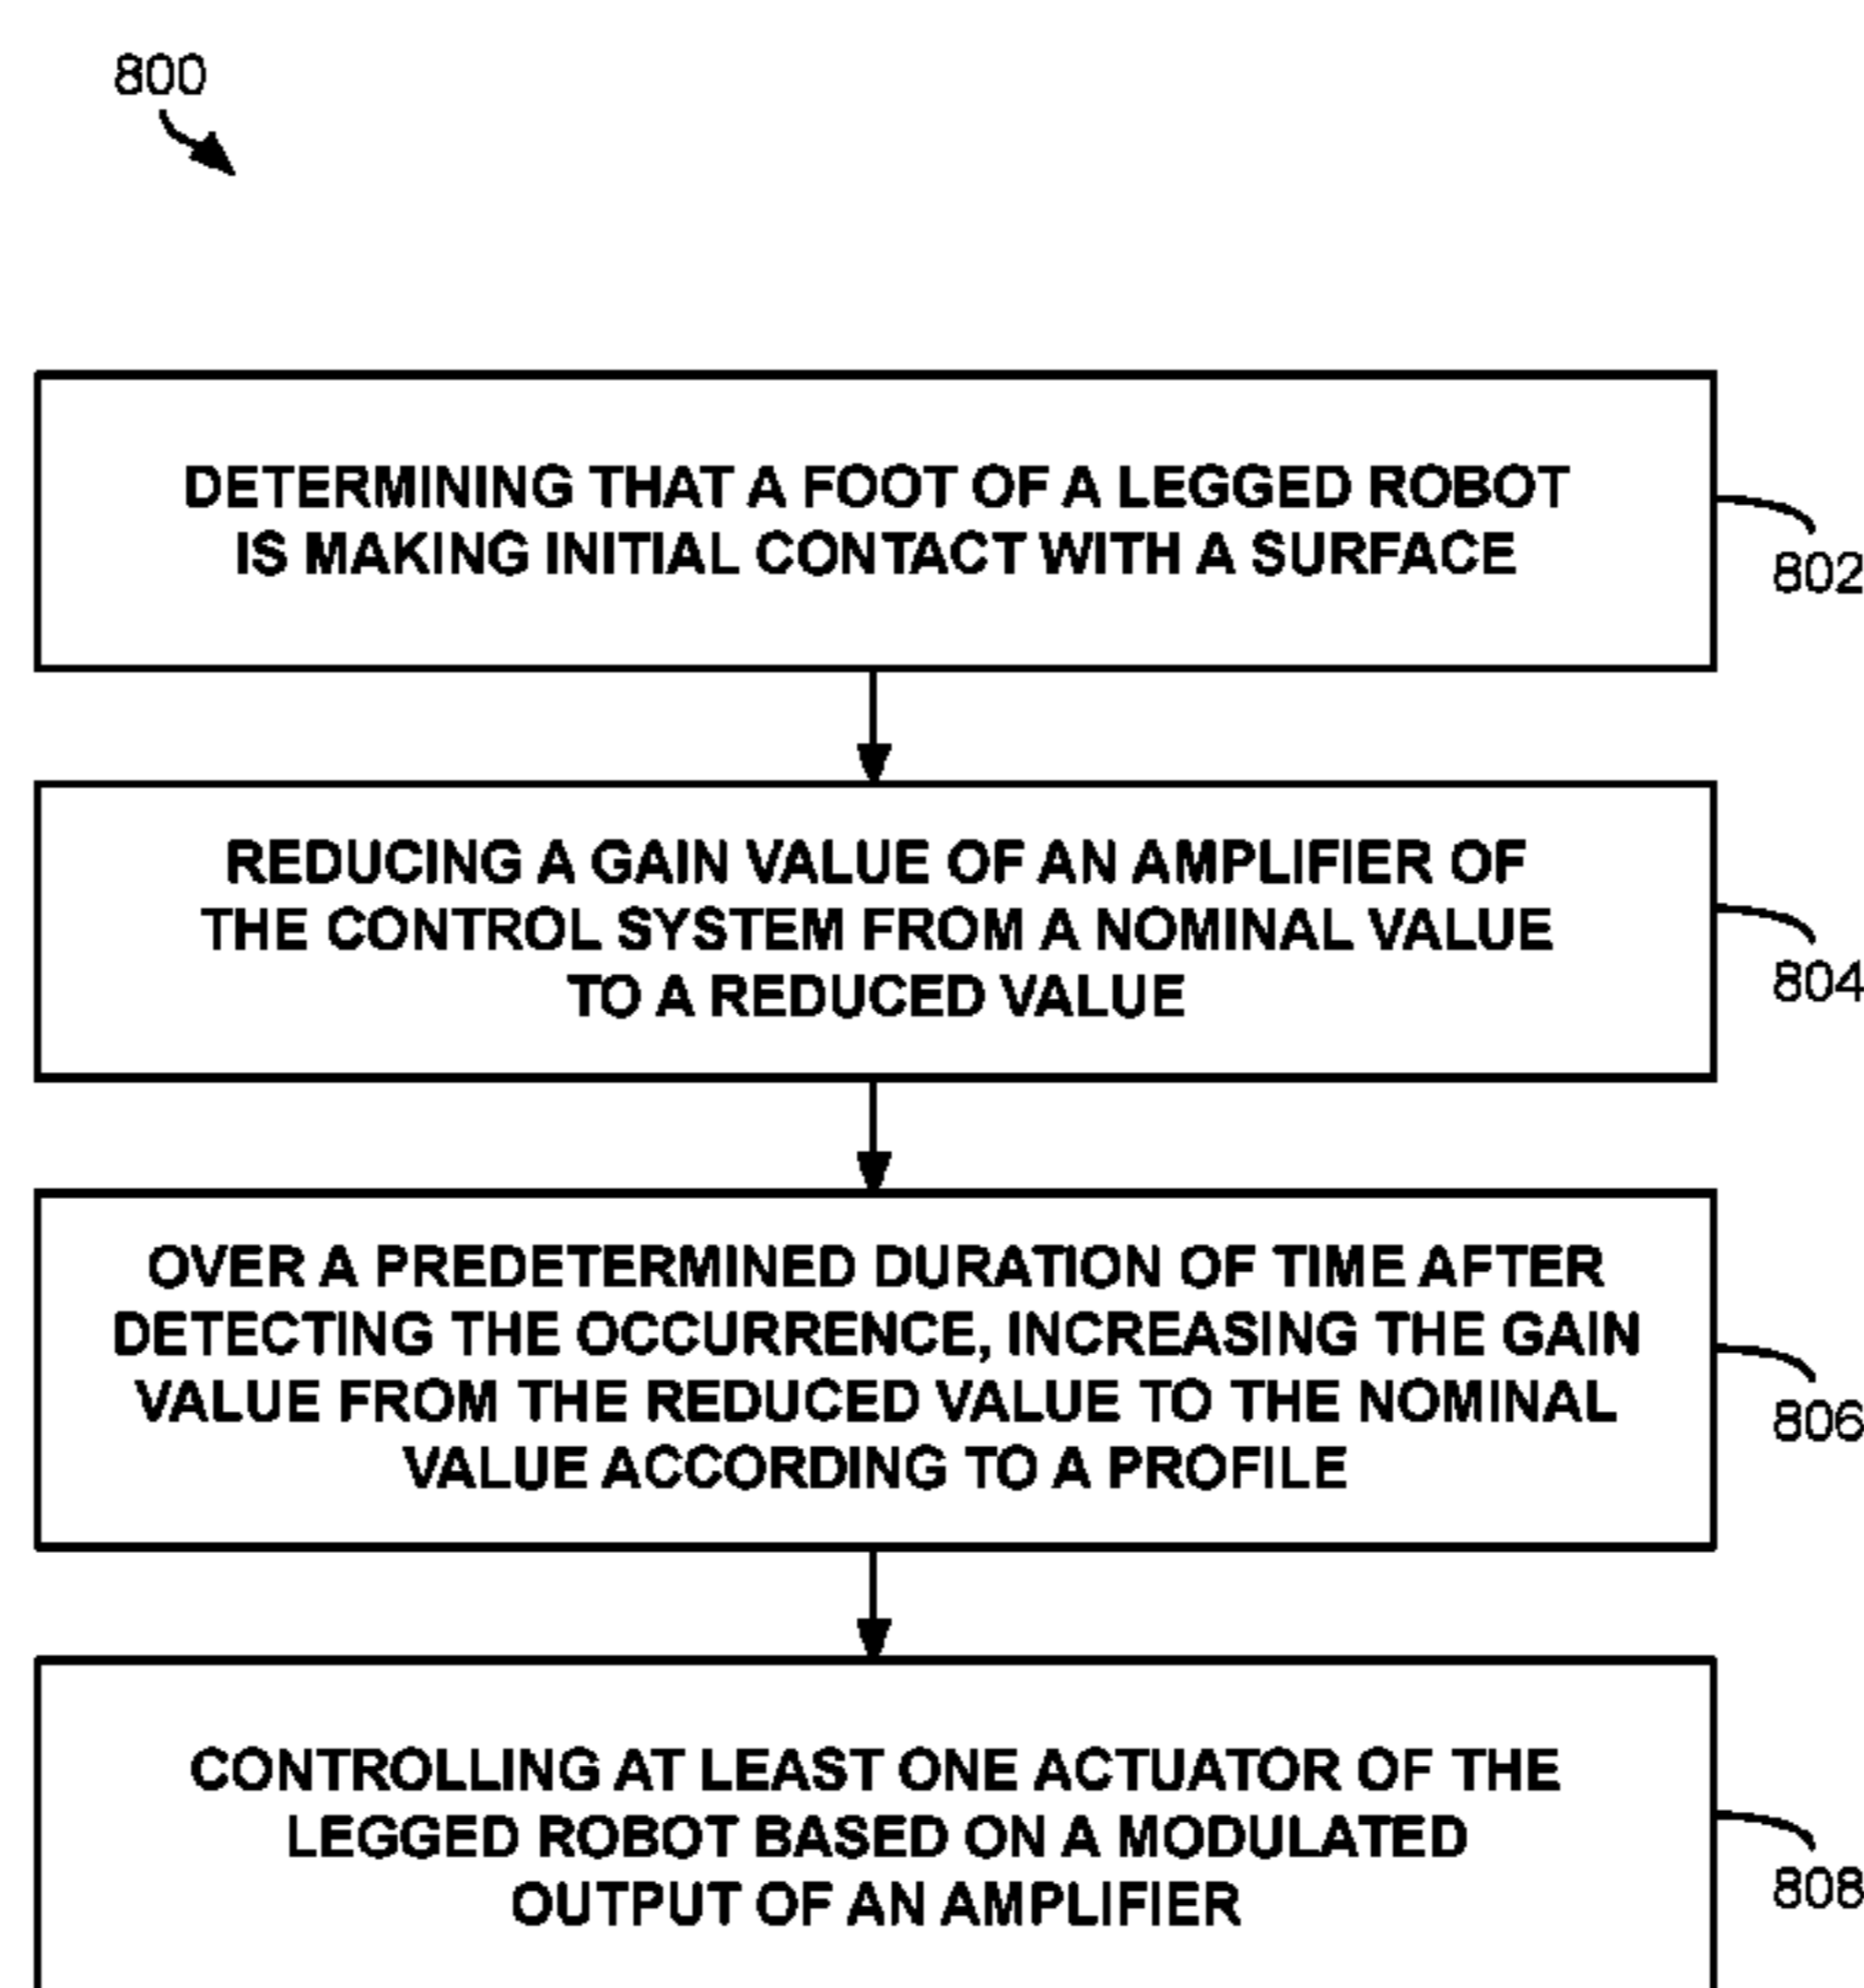 800
DETERMINING THAT A FOOT OF A LEGGED ROBOT
IS MAKING INITIAL CONTACT WITH A SURFACE
802
REDUCING A GAIN VALUE OF AN AMPLIFIER OF
THE CONTROL SYSTEM FROM A NOMINAL VALUE
TO A REDUCED VALUE
804
OVER A PREDETERMINED DURATION OF TIME AFTER
DETECTING THE OCCURRENCE, INCREASING THE GAIN
VALUE FROM THE REDUCED VALUE TO THE NOMINAL
VALUE ACCORDING TO A PROFILE
806
CONTROLLING AT LEAST ONE ACTUATOR OF THE
LEGGED ROBOT BASED ON A MODULATED
OUTPUT OF AN AMPLIFIER
808